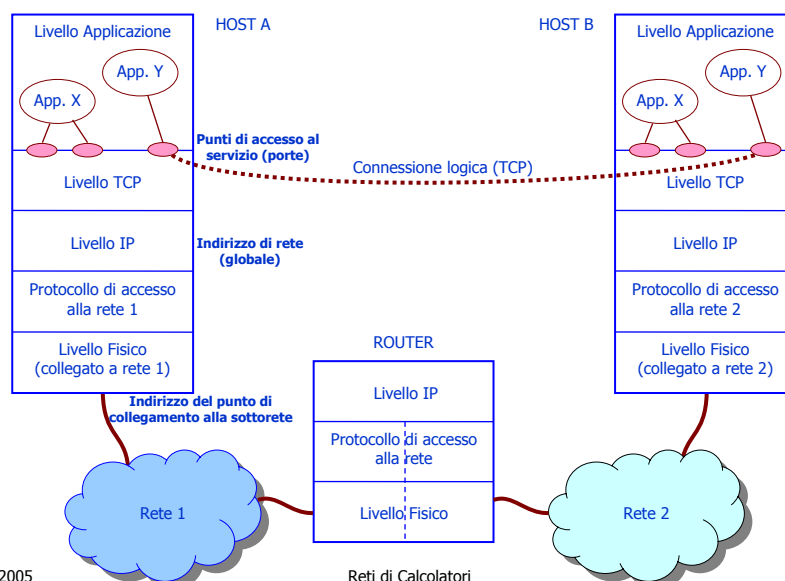 Livello Applicazione
HOST A
HOST B
Livello Applicazione
App. Y
App. X
App. Y
App. X
Punti di accesso al
servizio (porte)
Connessione logica (TCP)
Livello TCP
Livello TCP
Livello IP
Indirizzo di rete
(globale)
Livello IP
Protocollo di accesso
alla rete 1
Protocollo di accesso
alla rete 2
Livello Fisico
(collegato a rete 1)
ROUTER
Livello Fisico
(collegato a rete 2)
Livello IP
Indirizzo del punto di
collegamento alla sottorete
Protocollo di accesso
alla rete
Rete 1
Livello Fisico
Rete 2
2005
Reti di Calcolatori